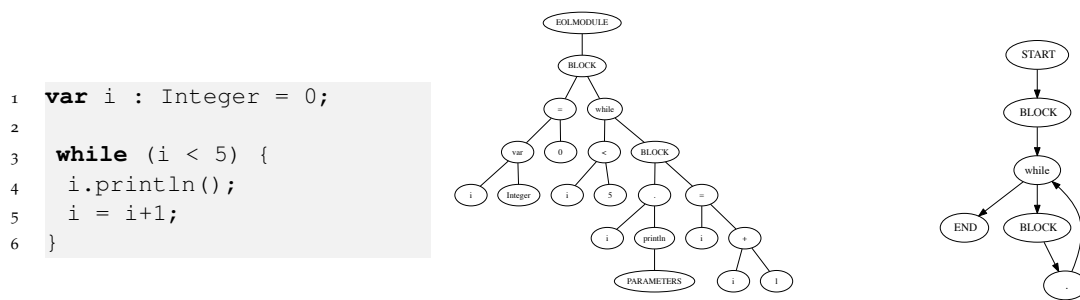 1 var i : Integer = 0;
2
3 while (i < 5) {
4 i.println();
5 i = i+1;
6 }
EOLMODULE
BLOCK
= while
var 0 < BLOCK
i Integer i 5 . =
i println i +
PARAMETERS i 1
START
BLOCK
while
END BLOCK
.